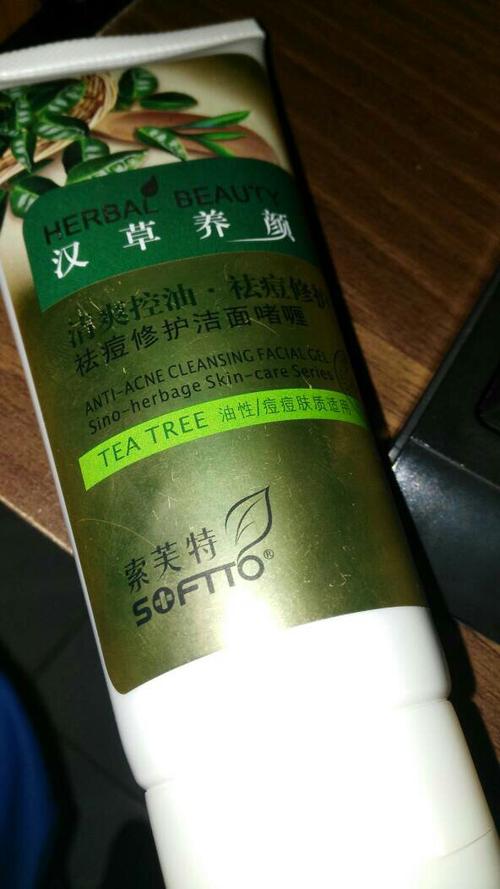 HERBAL BEAUTY
汉草养颜
清爽控油·祛痘修护
祛痘修护洁面啫喱
ANTI-ACNE CLEANSING FACIAL GEL
Sino-herbage Skin-care Series
TEA TREE 油性/痘痘肤质适用
索芙特
SOFTTO®